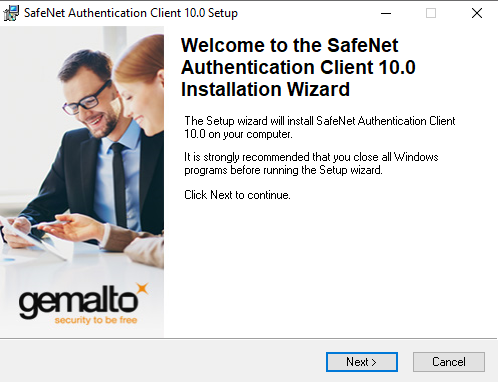 SafeNet Authentication Client 10.0 Setup
Welcome to the SafeNet
Authentication Client 10.0
Installation Wizard
The Setup wizard will install SafeNet Authentication Client
10.0 on your computer.
It is strongly recommended that you close all Windows
programs before running the Setup wizard.
Click Next to continue.
gemalto
security to be free
Next >
Cancel